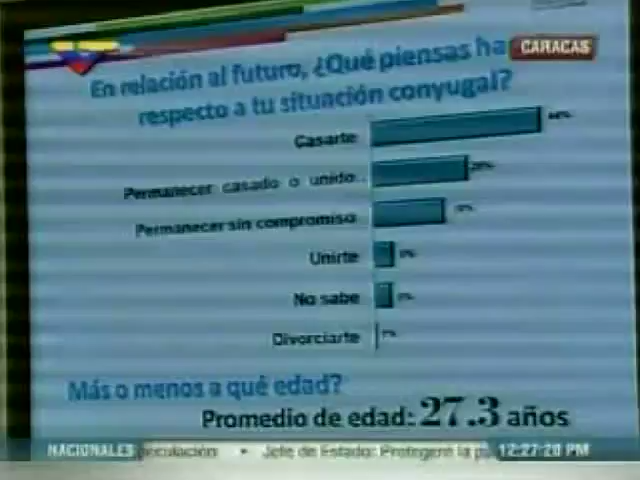 CARACAS
En relación al futuro, ¿Qué piensas
respecto a tu situación conyugal?
Casarte
Permanecer casado o unido..
Permanecer sin compromiso
Unirte
No sabe
Divorciarte
Más o menos a qué edad?
Promedio de edad: 27.3 años
NACIONALES
• Jefe de Estado: Protegeré la
12:27:28 PM